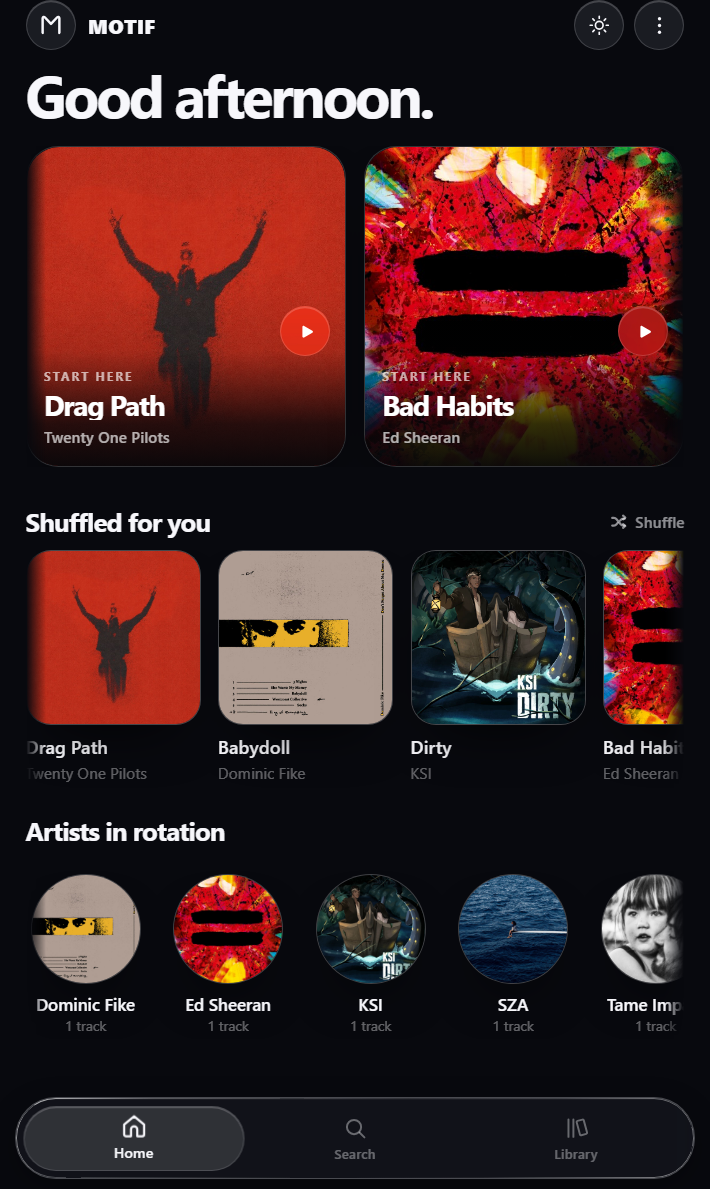 MOTIF
Good afternoon.
START HERE
Drag Path
Twenty One Pilots
START HERE
Bad Habits
Ed Sheeran
Shuffled for you
Shuffle
KSI
DIRTY
Drag Path
Twenty One Pilots
Babydoll
Dominic Fike
Dirty
KSI
Bad Habit
Ed Sheeran
Artists in rotation
KSI
DIRT
Dominic Fike
1 track
Ed Sheeran
1 track
KSI
1 track
SZA
1 track
Tame Imp
1 track
Home
Search
Library